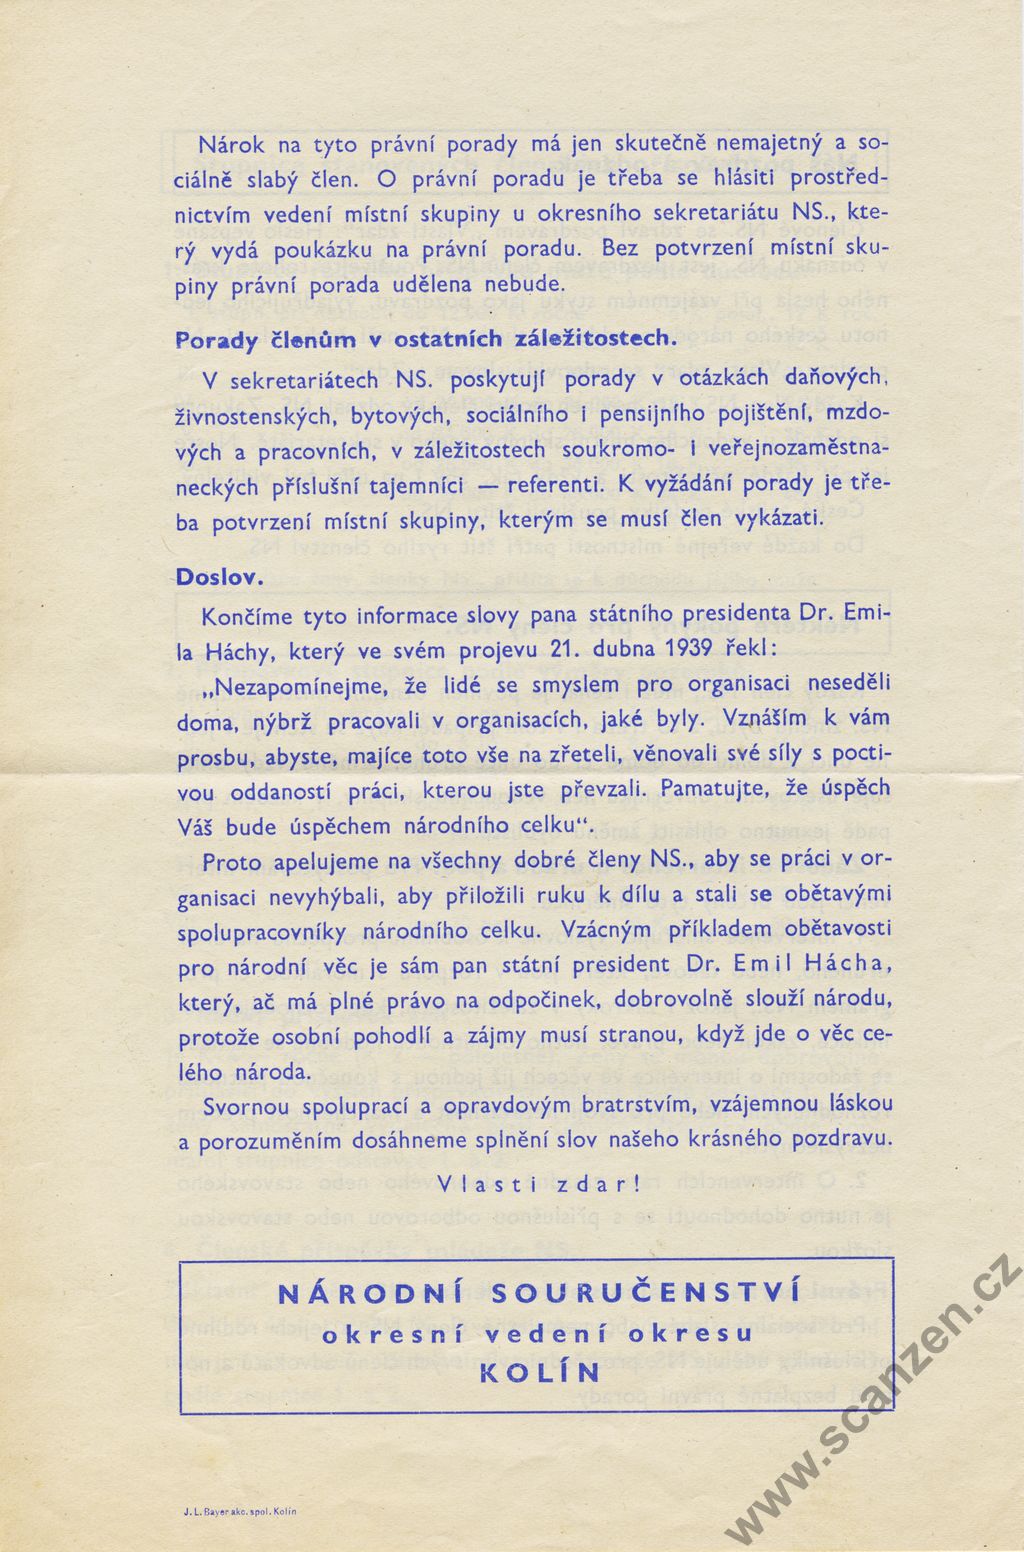 Nárok na tyto právní porady má jen skutečně nemajetný a so-
ciálně slabý člen. O právní poradu je třeba se hlásiti prostřed-
nictvím vedení místní skupiny u okresního sekretariátu NS., kte-
rý vydá poukázku na právní poradu. Bez potvrzení místní sku-
piny právní porada udělena nebude.
Porady členům v ostatních záležitostech.
V sekretariátech NS. poskytují porady v otázkách daňových,
živnostenských, bytových, sociálního i pensijního pojištění, mzdo-
vých a pracovních, v záležitostech soukromo- i veřejnozaměstna-
neckých příslušní tajemníci — referenti. K vyžádání porady je tře-
ba potvrzení místní skupiny, kterým se musí člen vykázati.
Doslov.
Končíme tyto informace slovy pana státního presidenta Dr. Emi-
la Háchy, který ve svém projevu 21. dubna 1939 řekl:
„Nezapomínejme, že lidé se smyslem pro organisaci neseděli
doma, nýbrž pracovali v organisacích, jaké byly. Vznáším k vám
prosbu, abyste, majíce toto vše na zřeteli, věnovali své síly s pocti-
vou oddaností práci, kterou jste převzali. Pamatujte, že úspěch
Váš bude úspěchem národního celku“.
Proto apelujeme na všechny dobré členy NS., aby se práci v or-
ganisaci nevyhýbali, aby přiložili ruku k dílu a stali se obětavými
spolupracovníky národního celku. Vzácným příkladem obětavosti
pro národní věc je sám pan státní president Dr. Emil Hácha,
který, ač má plné právo na odpočinek, dobrovolně slouží národu,
protože osobní pohodlí a zájmy musí stranou, když jde o věc ce-
lého národa.
Svornou spoluprací a opravdovým bratrstvím, vzájemnou láskou
a porozuměním dosáhneme splnění slov našeho krásného pozdravu.
Vlasti zdar!
NÁRODNÍ SOURUČENSTVÍ
okresní vedení okresu
KOLÍN
J. L. Bayer akc. spol. Kolín
www.scanzen.cz